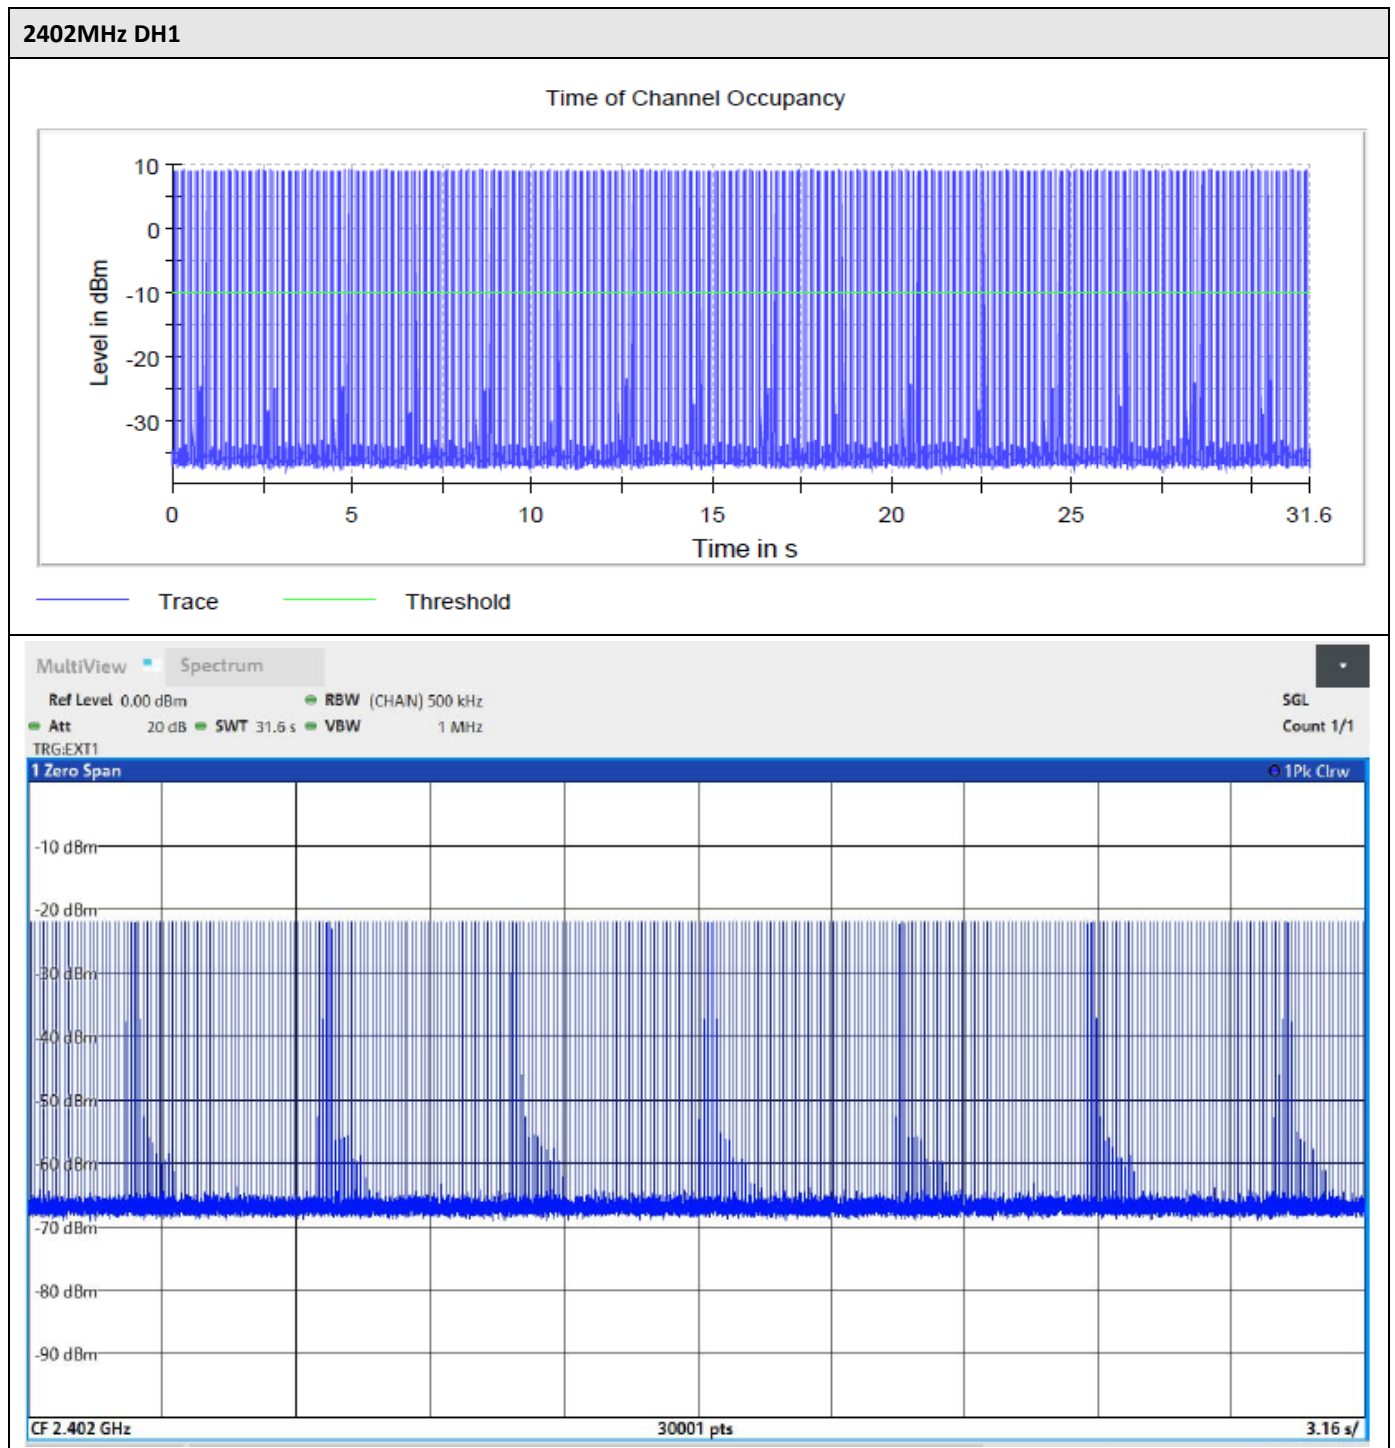 2402MHz DH1
Time of Channel Occupancy
Level in dBm
10
0
-10
-20
-30
0 5 10 15 20 25 31.6
Time in s
Trace Threshold
MultiView Spectrum
Ref Level 0.00 dBm RBW (CHAN) 500 kHz SGL
Att 20 dB SWT 31.6 s VBW 1 MHz Count 1/1
TRG:EXT1
1 Zero Span 1Pk Clrw
-10 dBm
-20 dBm
-30 dBm
-40 dBm
-50 dBm
-60 dBm
-70 dBm
-80 dBm
-90 dBm
CF 2.402 GHz 30001 pts 3.16 s/